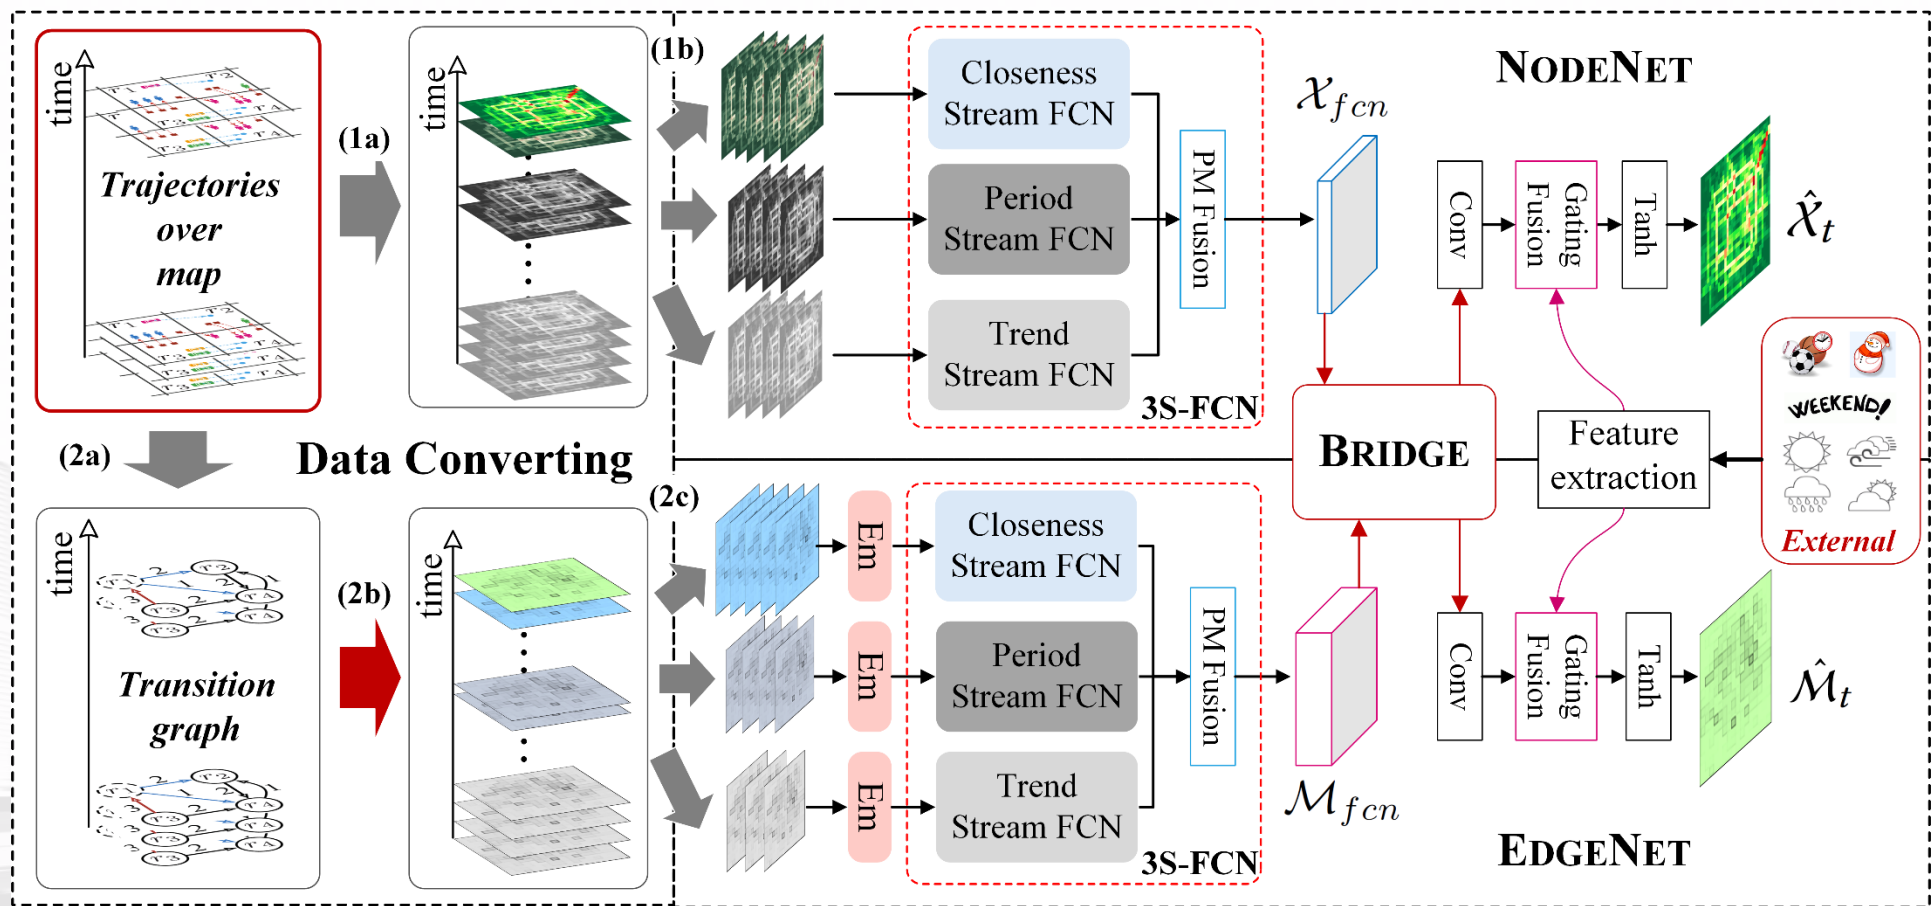 time
Trajectories
over
map
(1a)
time
(1b)
Closeness
Stream FCN
Period
Stream FCN
Trend
Stream FCN
PM Fusion
3S-FCN
𝒳fcn
NODENET
Conv
Gating
Fusion
Tanh
𝒳̂t
(2a)
Data Converting
BRIDGE
Feature
extraction
WEEKEND!
External
time
Transition
graph
(2b)
time
(2c)
Em
Em
Em
Closeness
Stream FCN
Period
Stream FCN
Trend
Stream FCN
PM Fusion
3S-FCN
ℳfcn
Conv
Gating
Fusion
Tanh
ℳ̂t
EDGENET